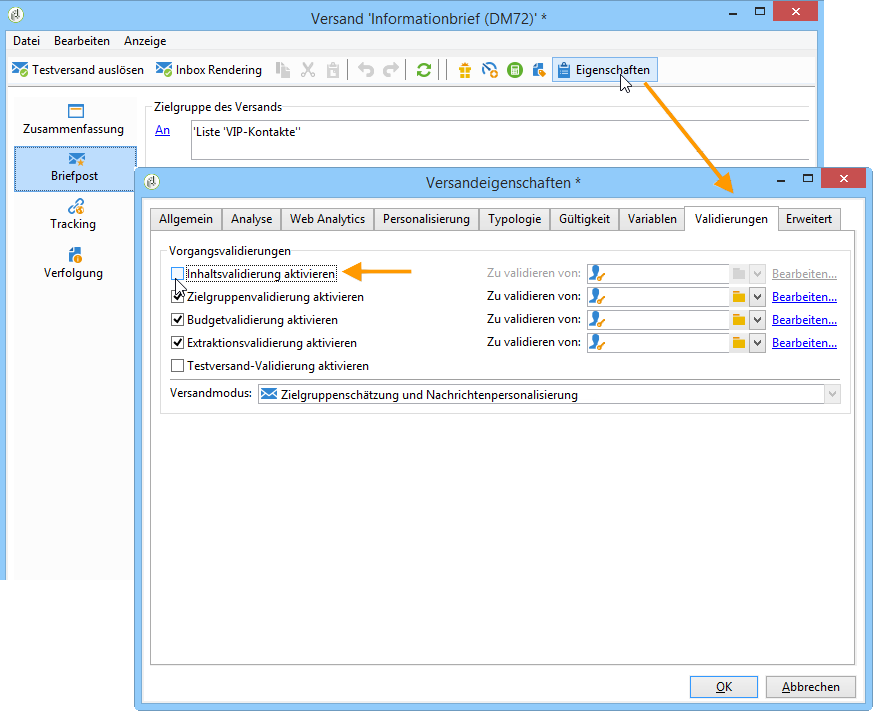 Versand 'Informationbrief (DM72)' *
Datei Bearbeiten Anzeige
Testversand auslösen Inbox Rendering Eigenschaften
Zusammenfassung
Briefpost
Tracking
Verfolgung
Zielgruppe des Versands
An 'Liste 'VIP-Kontakte''
Versandeigenschaften *
Allgemein Analyse Web Analytics Personalisierung Typologie Gültigkeit Variablen Validierungen Erweitert
Vorgangsvalidierungen
Inhaltsvalidierung aktivieren Zu validieren von: Bearbeiten...
Zielgruppenvalidierung aktivieren Zu validieren von: Bearbeiten...
Budgetvalidierung aktivieren Zu validieren von: Bearbeiten...
Extraktionsvalidierung aktivieren Zu validieren von: Bearbeiten...
Testversand-Validierung aktivieren
Versandmodus: Zielgruppenschätzung und Nachrichtenpersonalisierung
OK Abbrechen